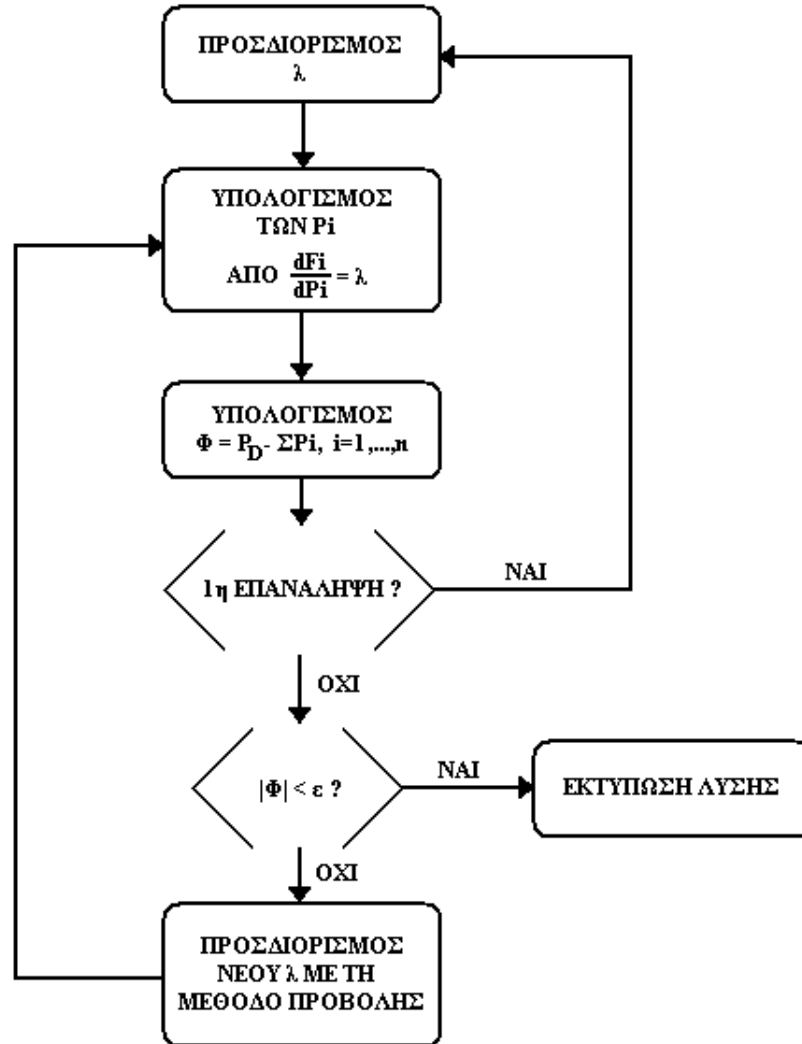 ΠΡΟΣΔΙΟΡΙΣΜΟΣ
λ
ΥΠΟΛΟΓΙΣΜΟΣ
ΤΩΝ Pi
ΑΠΟ dFi/dPi = λ
ΥΠΟΛΟΓΙΣΜΟΣ
Φ = P_D - ΣPi, i=1,...,n
1η ΕΠΑΝΑΛΗΨΗ ?
ΝΑΙ
ΟΧΙ
|Φ| < ε ?
ΝΑΙ
ΕΚΤΥΠΩΣΗ ΛΥΣΗΣ
ΟΧΙ
ΠΡΟΣΔΙΟΡΙΣΜΟΣ
ΝΕΟΥ λ ΜΕ ΤΗ
ΜΕΘΟΔΟ ΠΡΟΒΟΛΗΣ